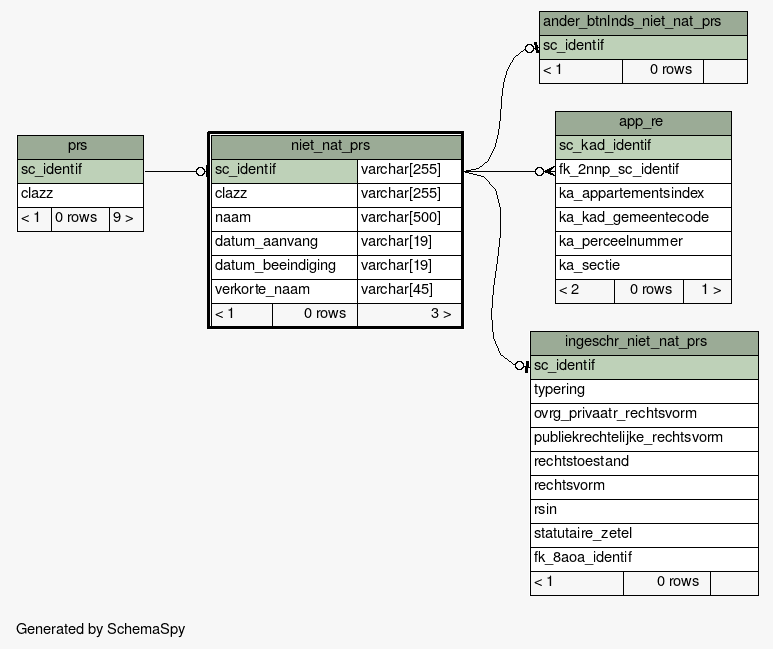 prs
sc_identif
clazz
< 1 0 rows 9 >
niet_nat_prs
sc_identif varchar[255]
clazz varchar[255]
naam varchar[500]
datum_aanvang varchar[19]
datum_beeindiging varchar[19]
verkorte_naam varchar[45]
< 1 0 rows 3 >
ander_btnlnds_niet_nat_prs
sc_identif
< 1 0 rows
app_re
sc_kad_identif
fk_2nnp_sc_identif
ka_appartementsindex
ka_kad_gemeentecode
ka_perceelnummer
ka_sectie
< 2 0 rows 1 >
ingeschr_niet_nat_prs
sc_identif
typering
ovrg_privaatr_rechtsvorm
publiekrechtelijke_rechtsvorm
rechtstoestand
rechtsvorm
rsin
statutaire_zetel
fk_8aoa_identif
< 1 0 rows
Generated by SchemaSpy